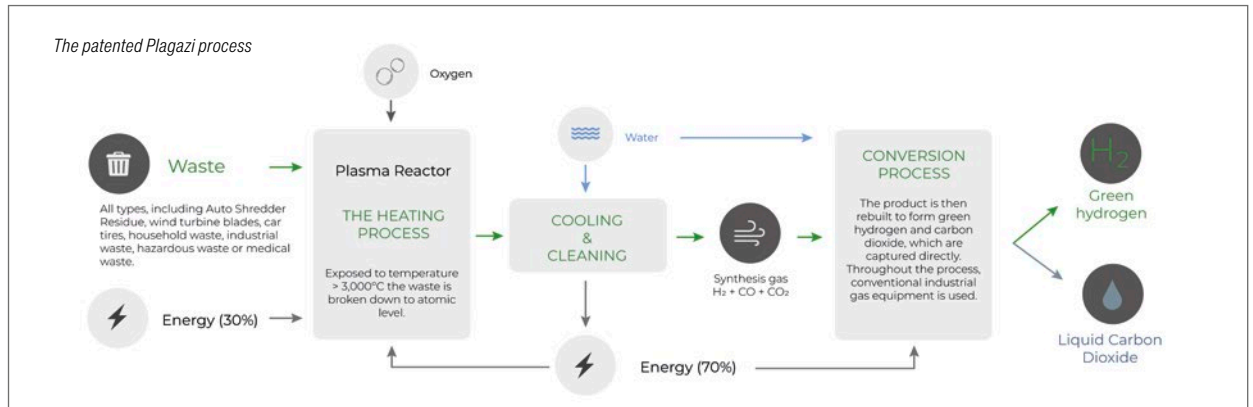 The patented Plagazi process
Oxygen
Waste
All types, including Auto Shredder
Residue, wind turbine blades, car
tires, household waste, industrial
waste, hazardous waste or medical
waste.
Energy (30%)
Plasma Reactor
THE HEATING
PROCESS
Exposed to temperature
> 3,000°C the waste is
broken down to atomic
level.
Water
COOLING
&
CLEANING
Energy (70%)
Synthesis gas
H₂ + CO + CO₂
CONVERSION
PROCESS
The product is then
rebuilt to form green
hydrogen and carbon
dioxide, which are
captured directly.
Throughout the process,
conventional industrial
gas equipment is used.
H₂
Green
hydrogen
Liquid Carbon
Dioxide